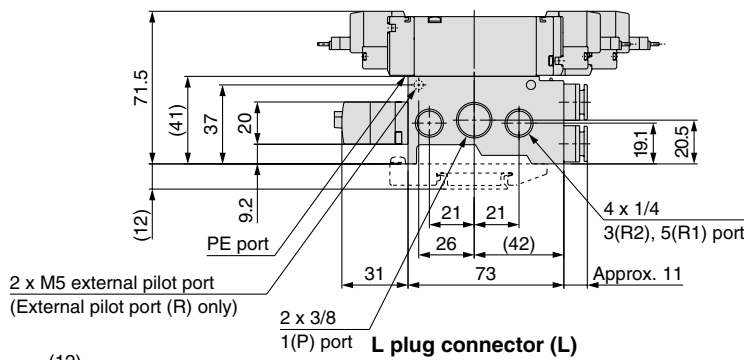 71.5
(41)
37
20
9.2
(12)
19.1
20.5
21
21
26
(42)
31
73
Approx. 11
PE port
4 x 1/4
3(R2), 5(R1) port
2 x M5 external pilot port
(External pilot port (R) only)
2 x 3/8
1(P) port
L plug connector (L)